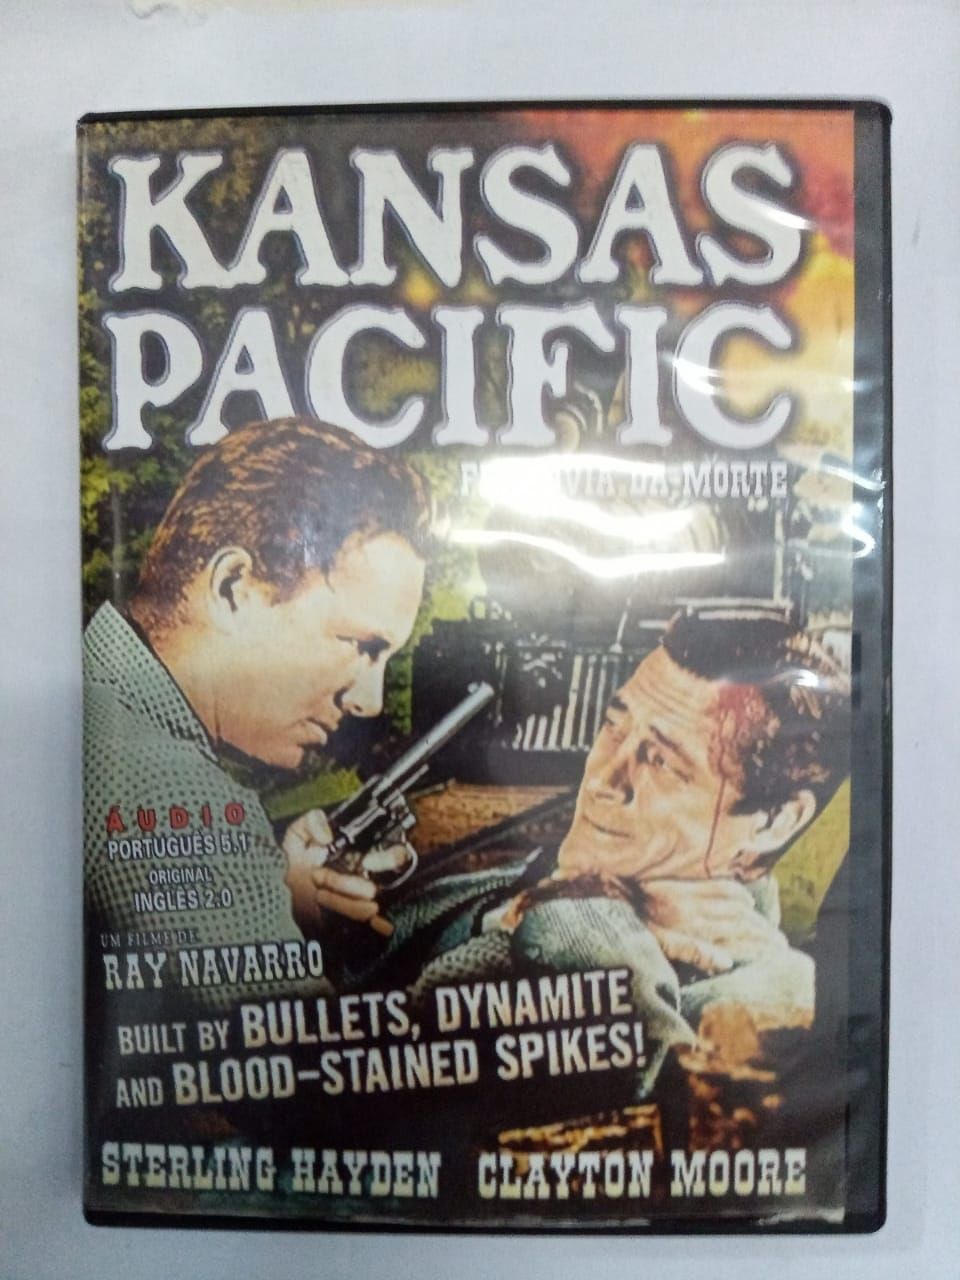 KANSAS
PACIFIC
DA MORTE
ÁUDIO
PORTUGUÊS 5.1
ORIGINAL
INGLÊS 2.0
UM FILME DE
RAY NAVARRO
BUILT BY BULLETS, DYNAMITE
AND BLOOD-STAINED SPIKES!
STERLING HAYDEN CLAYTON MOORE